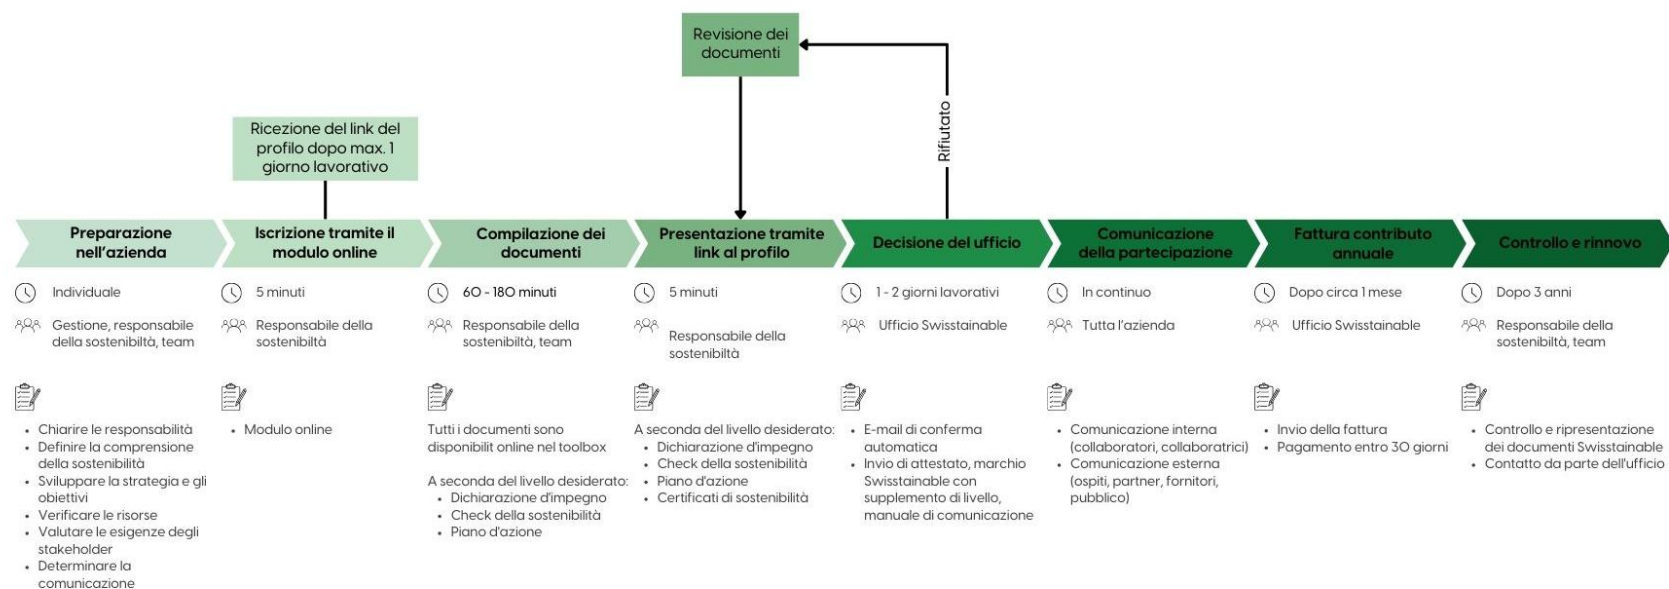 Revisione dei
documenti
Rifiutato
Ricezione del link del
profilo dopo max. 1
giorno lavorativo
Preparazione
nell'azienda
Iscrizione tramite il
modulo online
Compilazione dei
documenti
Presentazione tramite
link al profilo
Decisione del ufficio
Comunicazione
della partecipazione
Fattura contributo
annuale
Controllo e rinnovo
Individuale
5 minuti
60 - 180 minuti
5 minuti
1 - 2 giorni lavorativi
In continuo
Dopo circa 1 mese
Dopo 3 anni
Gestione, responsabile
della sostenibiltà, team
Responsabile della
sostenibiltà
Responsabile della
sostenibiltà, team
Responsabile della
sostenibiltà
Ufficio Swisstainable
Tutta l'azienda
Ufficio Swisstainable
Responsabile della
sostenibiltà, team
• Chiarire le responsabilità
• Definire la comprensione
della sostenibilità
• Sviluppare la strategia e gli
obiettivi
• Verificare le risorse
• Valutare le esigenze degli
stakeholder
• Determinare la
comunicazione
• Modulo online
Tutti i documenti sono
disponibilit online nel toolbox
A seconda del livello desiderato:
• Dichiarazione d'impegno
• Check della sostenibilità
• Piano d'azione
A seconda del livello desiderato:
• Dichiarazione d'impegno
• Check della sostenibilità
• Piano d'azione
• Certificati di sostenibilità
• E-mail di conferma
automatica
• Invio di attestato, marchio
Swisstainable con
supplemento di livello,
manuale di comunicazione
• Comunicazione interna
(collaboratori, collaboratrici)
• Comunicazione esterna
(ospiti, partner, fornitori,
pubblico)
• Invio della fattura
• Pagamento entro 30 giorni
• Controllo e ripresentazione
dei documenti Swisstainable
• Contatto da parte dell'ufficio